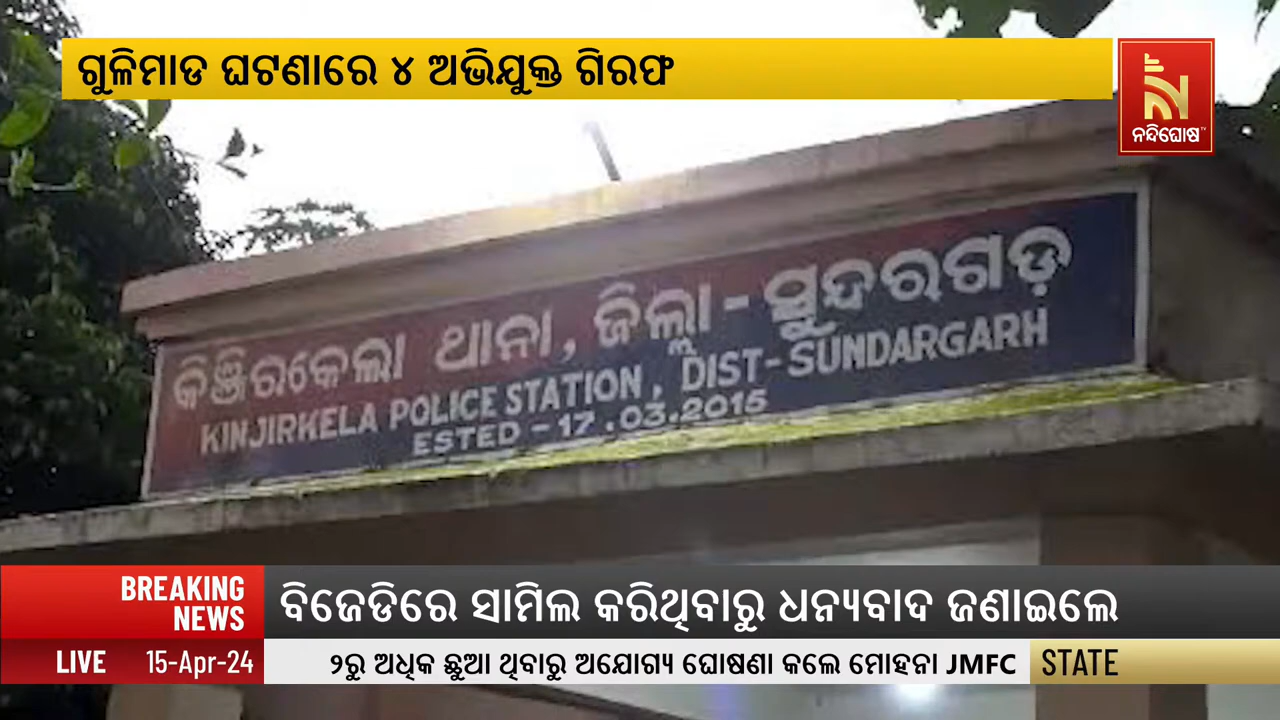 ଗୁଳିମାଡ ଘଟଣାରେ ୪ ଅଭିଯୁକ୍ତ ଗିରଫ
ନନ୍ଦିଘୋଷ TV
କିଞ୍ଜିରକେଲା ଥାନା, ଜିଲ୍ଲା - ସୁନ୍ଦରଗଡ଼
KINJIRKELA POLICE STATION, DIST- SUNDARGARH
ESTED - 17.03.2015
BREAKING NEWS
ବିଜେଡିରେ ସାମିଲ କରିଥିବାରୁ ଧନ୍ୟବାଦ ଜଣାଇଲେ
LIVE 15-Apr-24
୨ରୁ ଅଧିକ ଛୁଆ ଥିବାରୁ ଅଯୋଗ୍ୟ ଘୋଷଣା କଲେ ମୋହନା JMFC
STATE